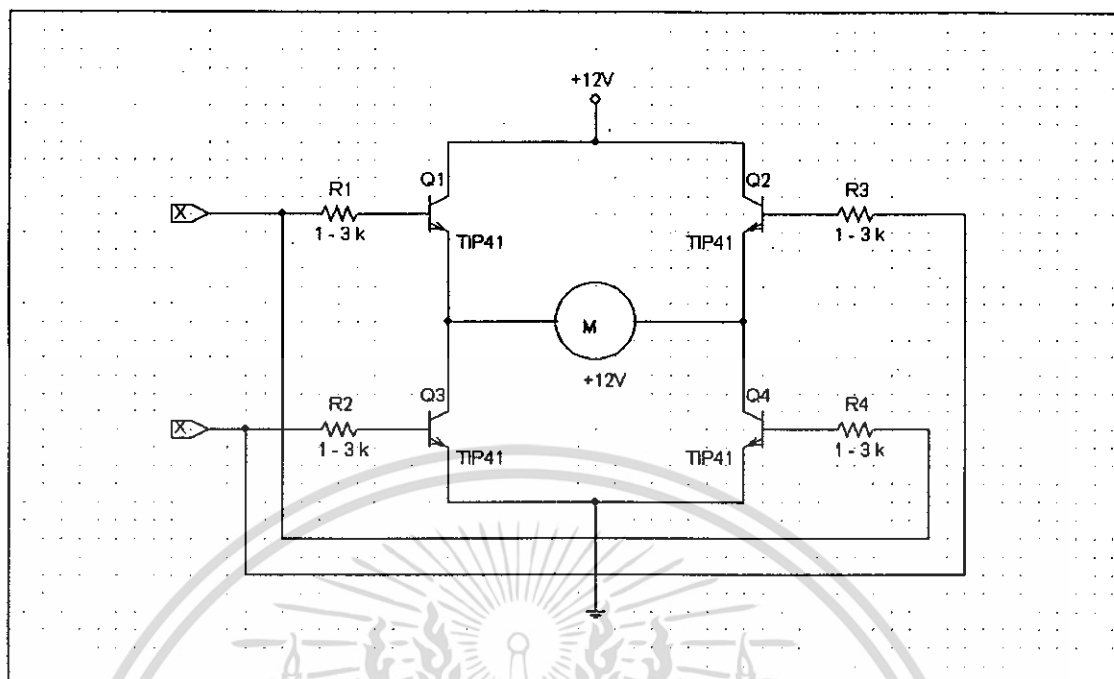 +12V
Q1
Q2
R1
R3
X
1 - 3 k
TIP41
TIP41
1 - 3 k
M
+12V
Q3
Q4
R2
R4
X
1 - 3 k
TIP41
TIP41
1 - 3 k